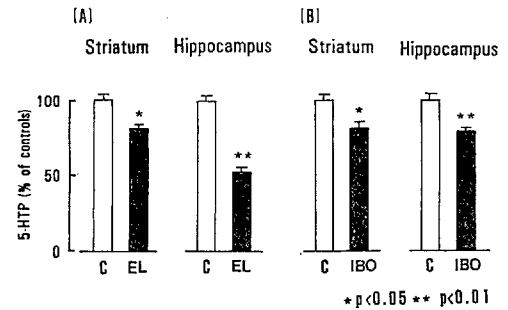 [A] [B]
Striatum Hippocampus Striatum Hippocampus
5-HTP (% of controls)
100
50
0
* ** * **
C EL C EL C IBO C IBO
*p<0.05 ** p<0.01